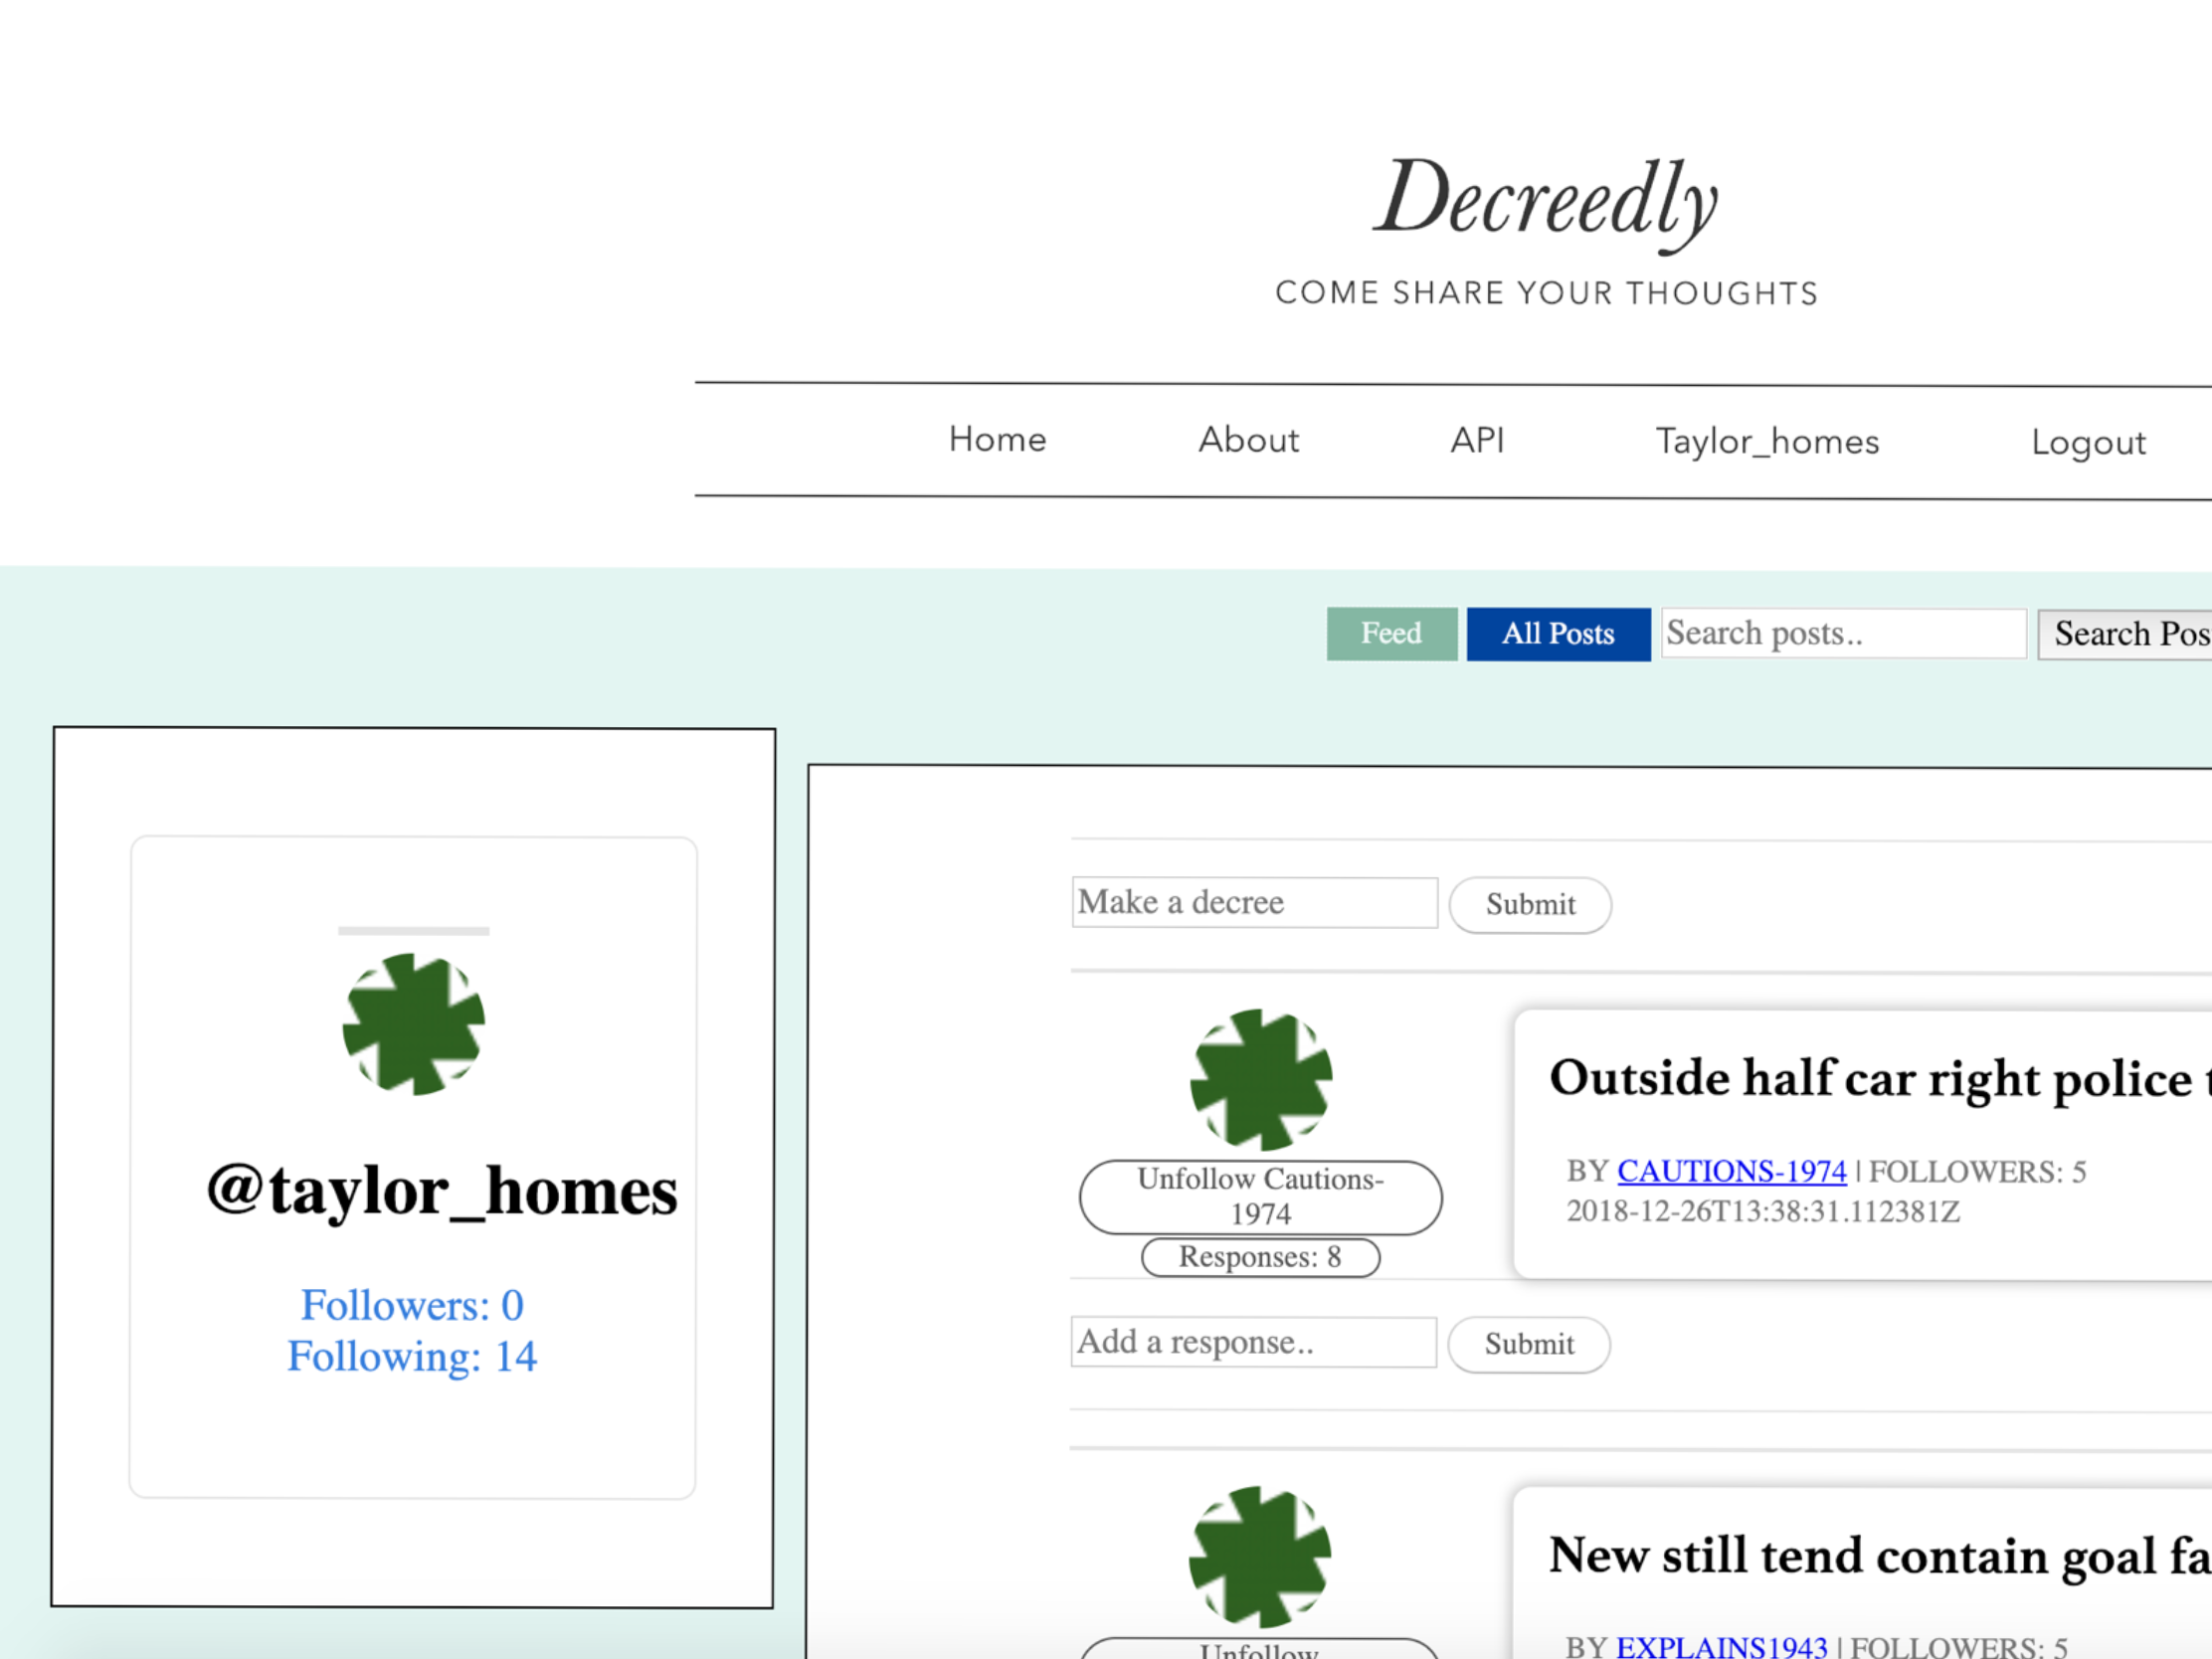 Decreedly
COME SHARE YOUR THOUGHTS
Home About API Taylor_homes Logout
Feed All Posts Search posts.. Search Pos
@taylor_homes
Followers: 0
Following: 14
Make a decree Submit
Outside half car right police
BY CAUTIONS-1974 | FOLLOWERS: 5
2018-12-26T13:38:31.112381Z
Unfollow Cautions-
1974
Responses: 8
Add a response.. Submit
New still tend contain goal fa
BY EXPLAINS1943 | FOLLOWERS: 5
Unfollow